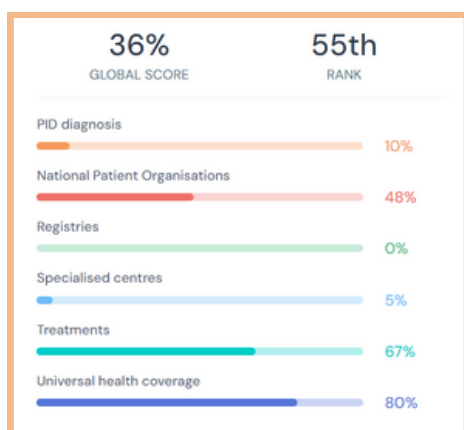 36% 55th
GLOBAL SCORE RANK
PID diagnosis
10%
National Patient Organisations
48%
Registries
0%
Specialised centres
5%
Treatments
67%
Universal health coverage
80%